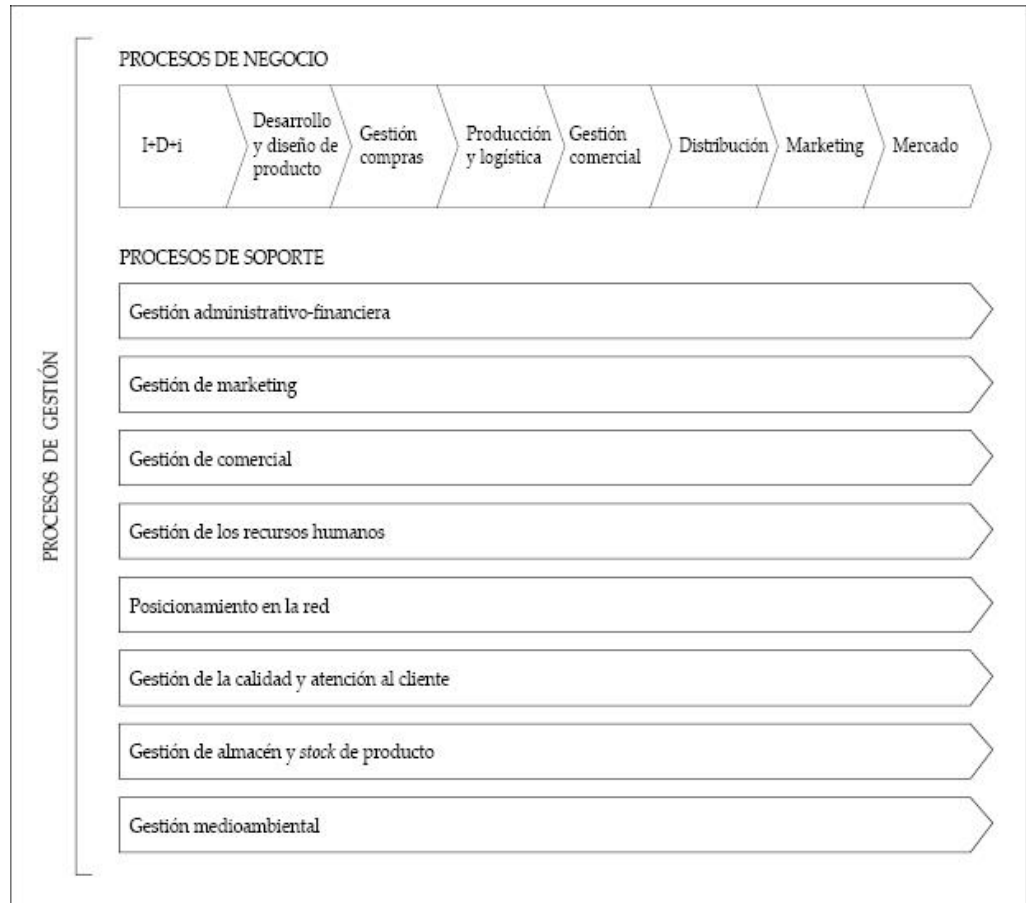 PROCESOS DE NEGOCIO
I+D+i
Desarrollo
y diseño de
producto
Gestión
compras
Producción
y logística
Gestión
comercial
Distribución
Marketing
Mercado
PROCESOS DE SOPORTE
Gestión administrativo-financiera
Gestión de marketing
Gestión de comercial
Gestión de los recursos humanos
Posicionamiento en la red
Gestión de la calidad y atención al cliente
Gestión de almacén y stock de producto
Gestión medioambiental
PROCESOS DE GESTIÓN